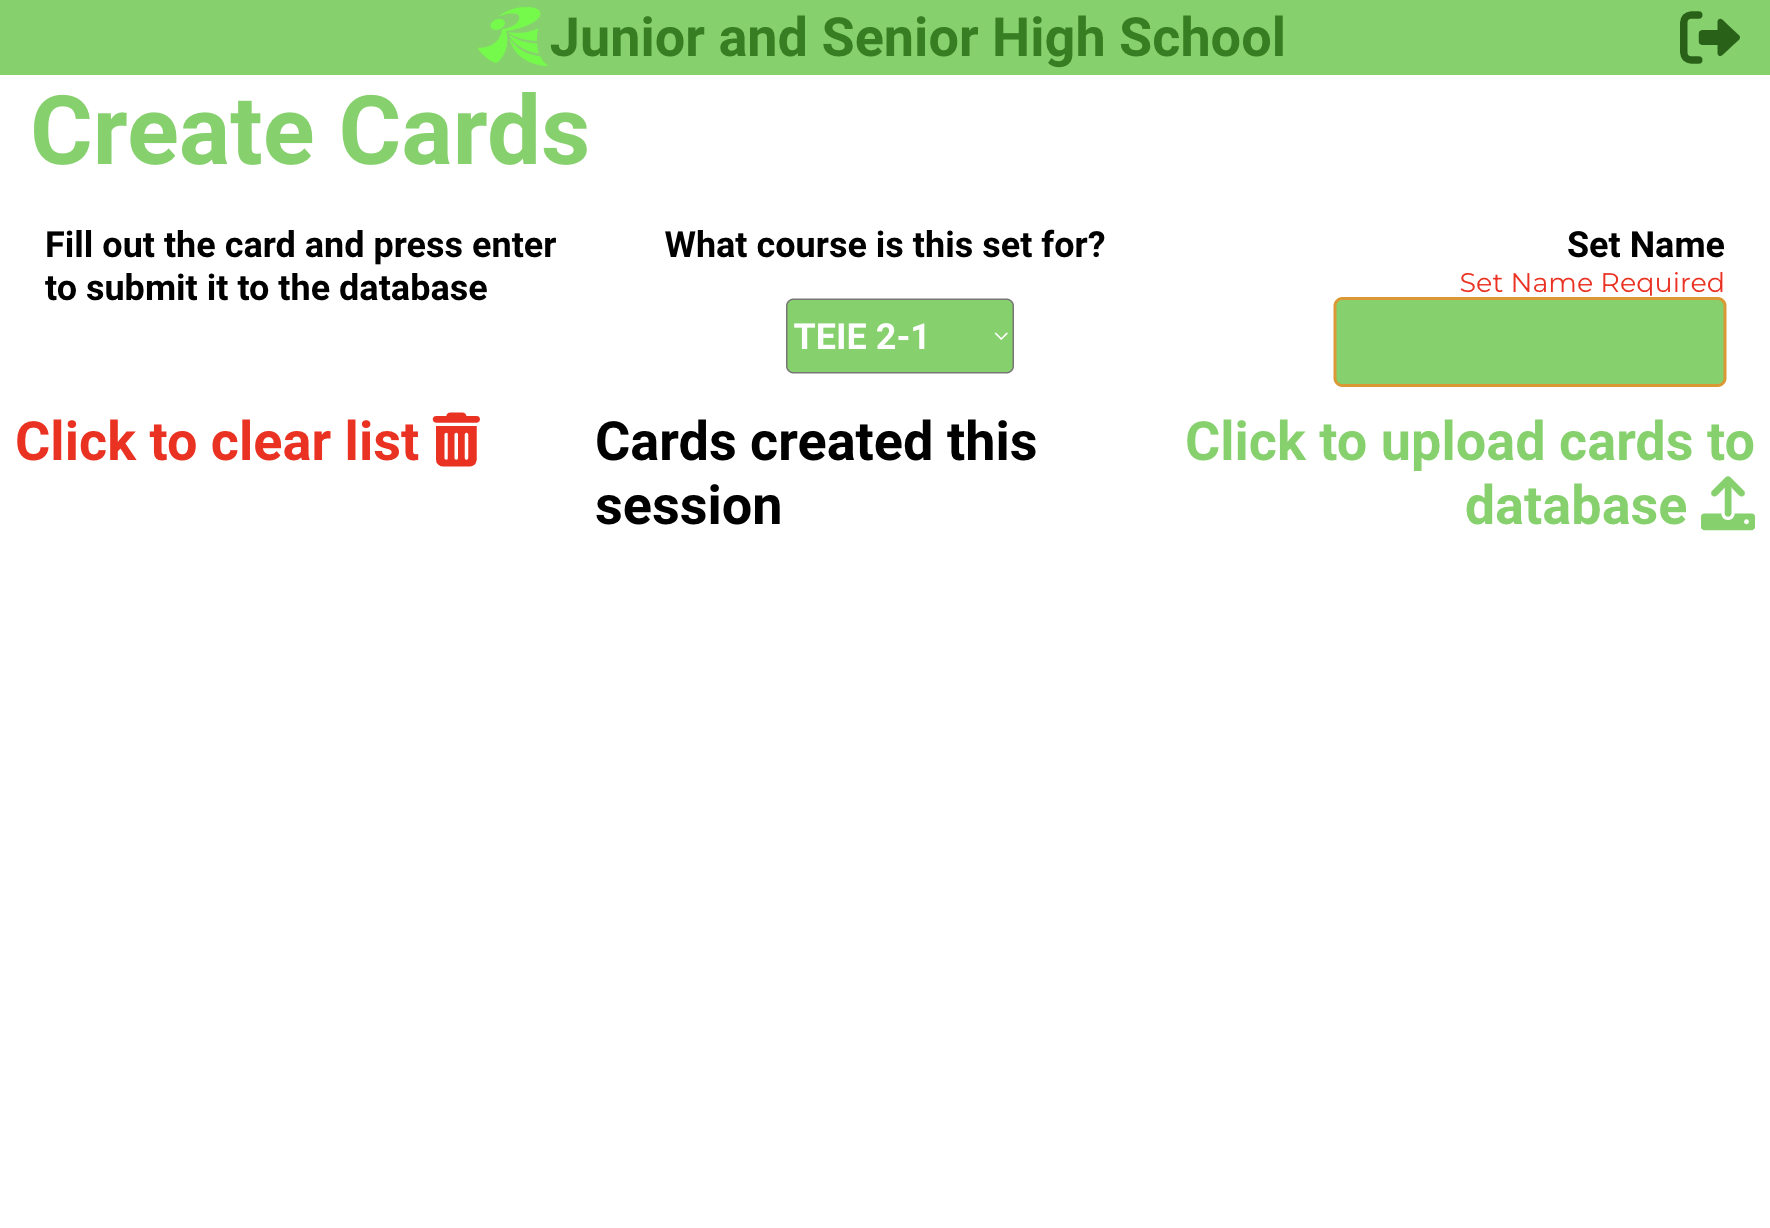 Junior and Senior High School
Create Cards
Fill out the card and press enter
to submit it to the database
What course is this set for?
TEIE 2-1
Set Name
Set Name Required
Click to clear list
Cards created this
session
Click to upload cards to
database